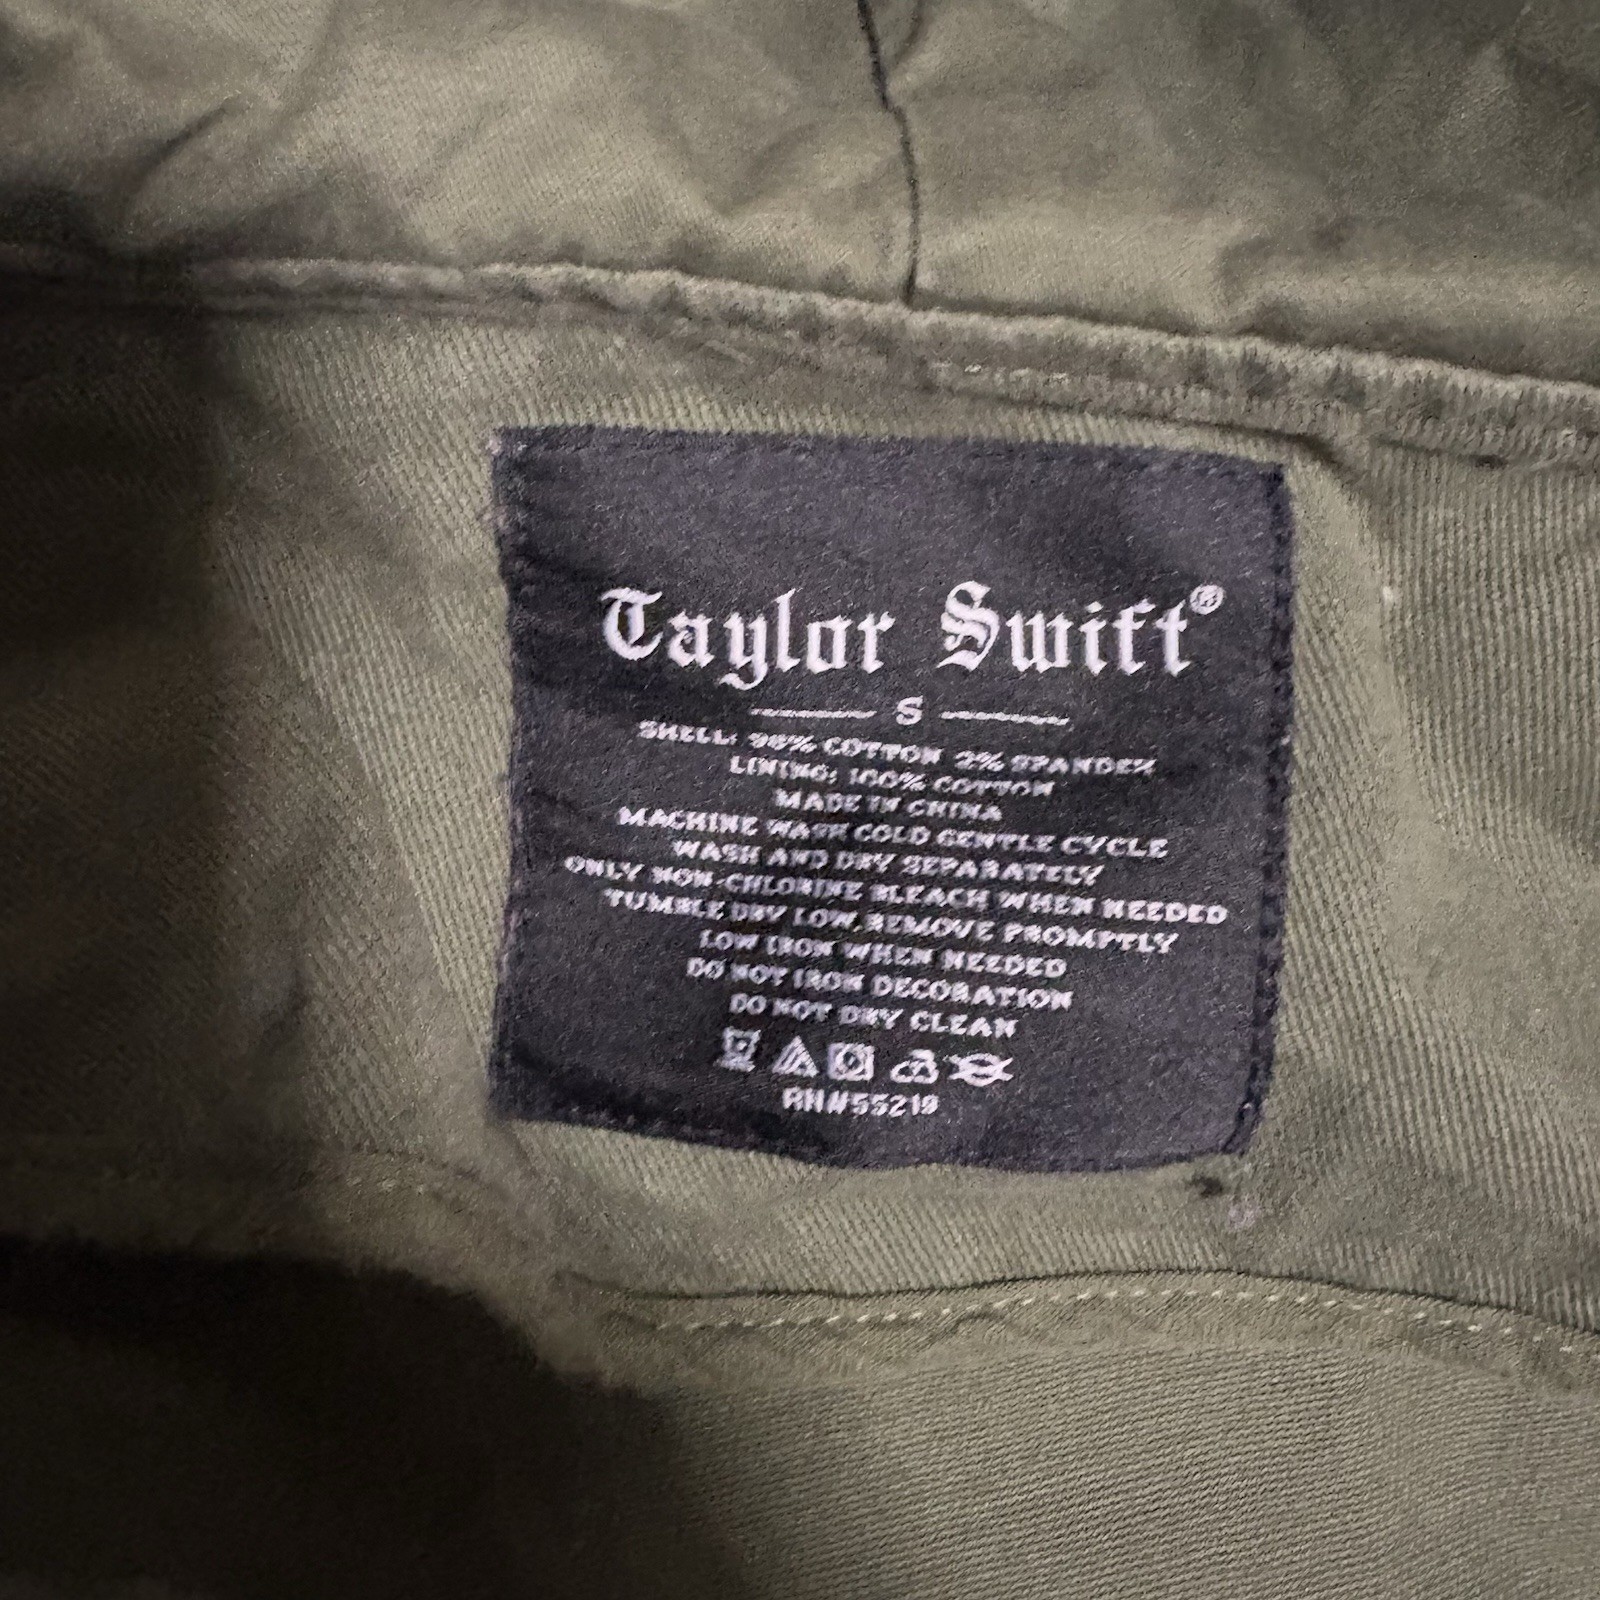 Taylor Swift®
S
SHELL: 98% COTTON 2% SPANDEX
LINING: 100% COTTON
MADE IN CHINA
MACHINE WASH COLD GENTLE CYCLE
WASH AND DRY SEPARATELY
ONLY NON-CHLORINE BLEACH WHEN NEEDED
TUMBLE DRY LOW, REMOVE PROMPTLY
LOW IRON WHEN NEEDED
DO NOT IRON DECORATION
DO NOT DRY CLEAN
RN#55219